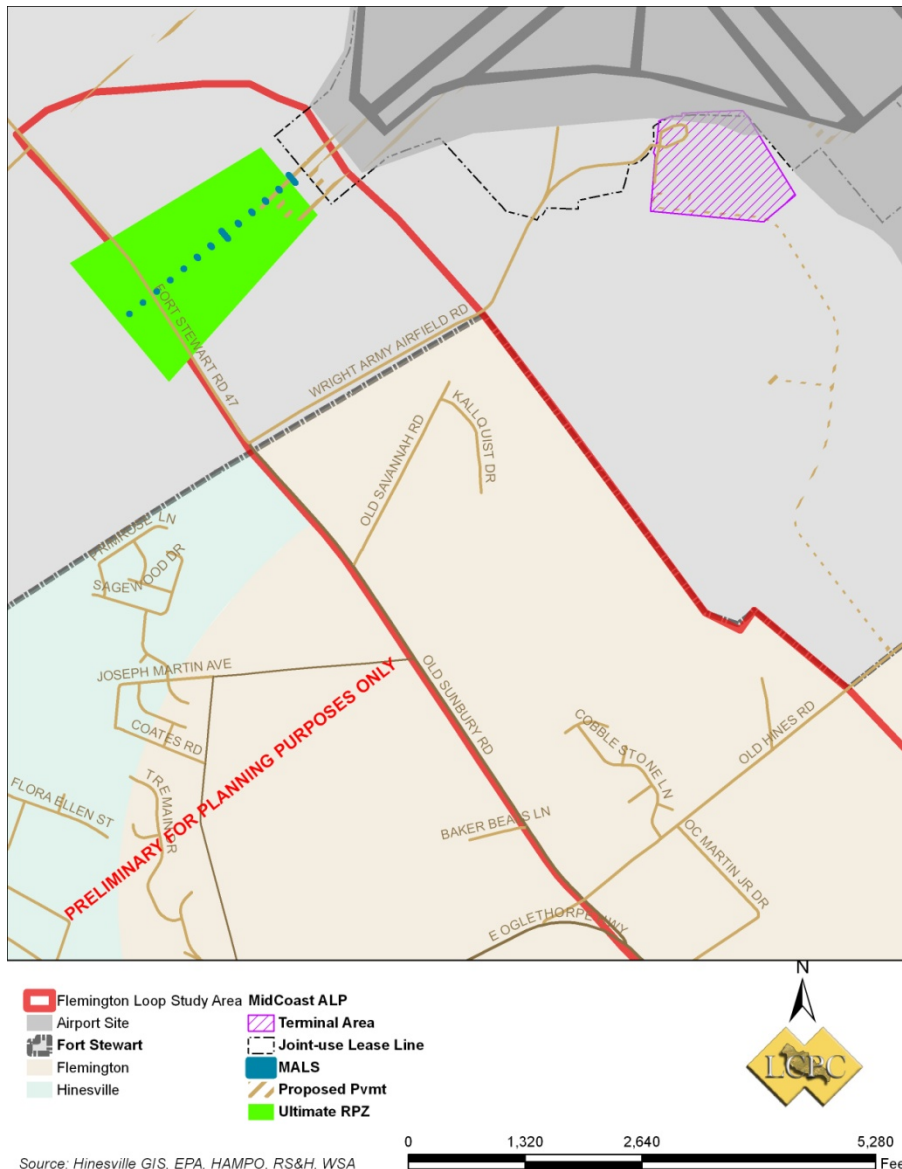 FORT STEWART RD 47
WRIGHT ARMY AIRFIELD RD
KALLQUIST DR
OLD SAVANNAH RD
PRIMROSE LN
SAGEWOOD DR
JOSEPH MARTIN AVE
OLD SUNBURY RD
COATES RD
COBBLE STONE LN
OLD HINES RD
FLORA ELLEN ST
TREMAIN DR
BAKER BEALS LN
OC MARTIN JR DR
E OGLETHORPE HWY
PRELIMINARY FOR PLANNING PURPOSES ONLY
Flemington Loop Study Area
Airport Site
Fort Stewart
Flemington
Hinesville
MidCoast ALP
Terminal Area
Joint-use Lease Line
MALS
Proposed Pvmt
Ultimate RPZ
N
LCPC
0 1,320 2,640 5,280
Feet
Source: Hinesville GIS, EPA, HAMPO, RS&H, WSA